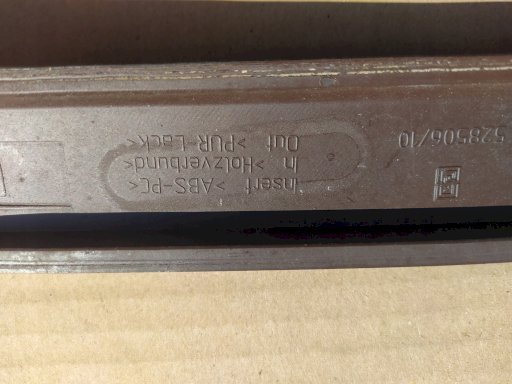 Insert >ABS-PC<
In >Holzverbund<
Out >PUR-Lack<
528506/10